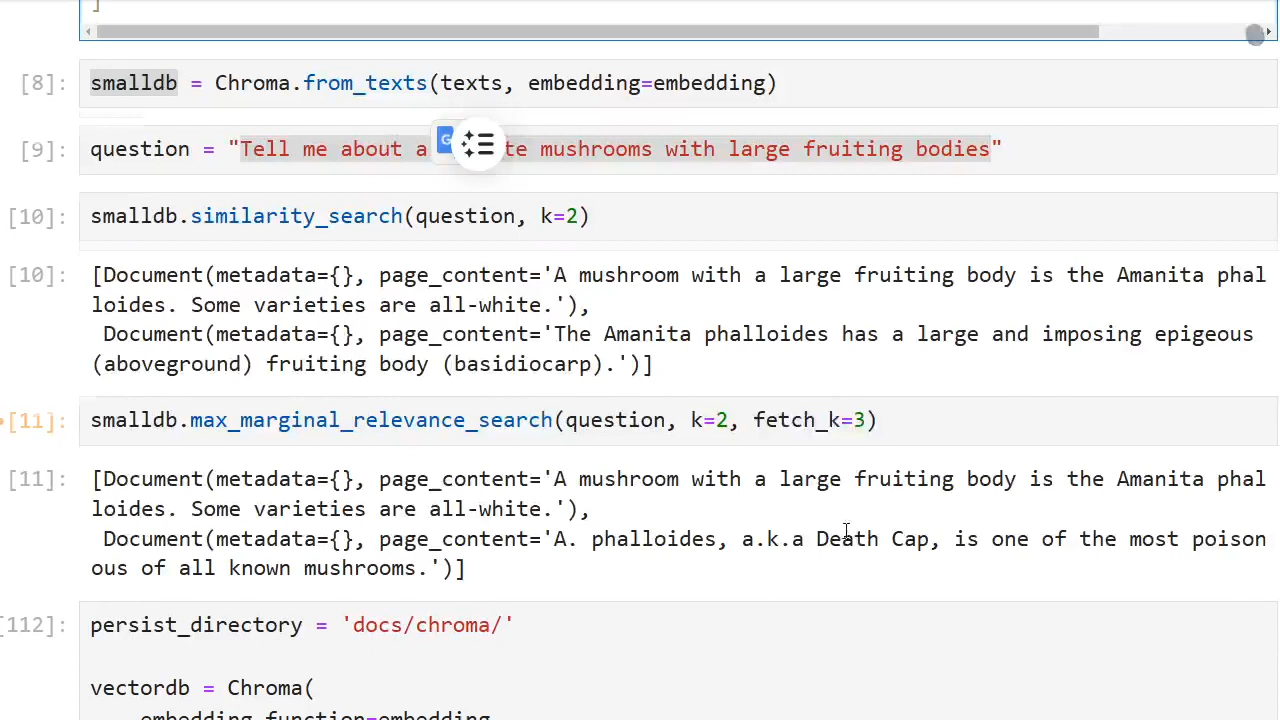 ]
[8]: smalldb = Chroma.from_texts(texts, embedding=embedding)
[9]: question = "Tell me about a te mushrooms with large fruiting bodies"
[10]: smalldb.similarity_search(question, k=2)
[10]: [Document(metadata={}, page_content='A mushroom with a large fruiting body is the Amanita phal
loides. Some varieties are all-white.'),
Document(metadata={}, page_content='The Amanita phalloides has a large and imposing epigeous
(aboveground) fruiting body (basidiocarp).')]
[11]: smalldb.max_marginal_relevance_search(question, k=2, fetch_k=3)
[11]: [Document(metadata={}, page_content='A mushroom with a large fruiting body is the Amanita phal
loides. Some varieties are all-white.'),
Document(metadata={}, page_content='A. phalloides, a.k.a Death Cap, is one of the most poison
ous of all known mushrooms.')]
[112]: persist_directory = 'docs/chroma/'
vectordb = Chroma(
embedding_function=embedding